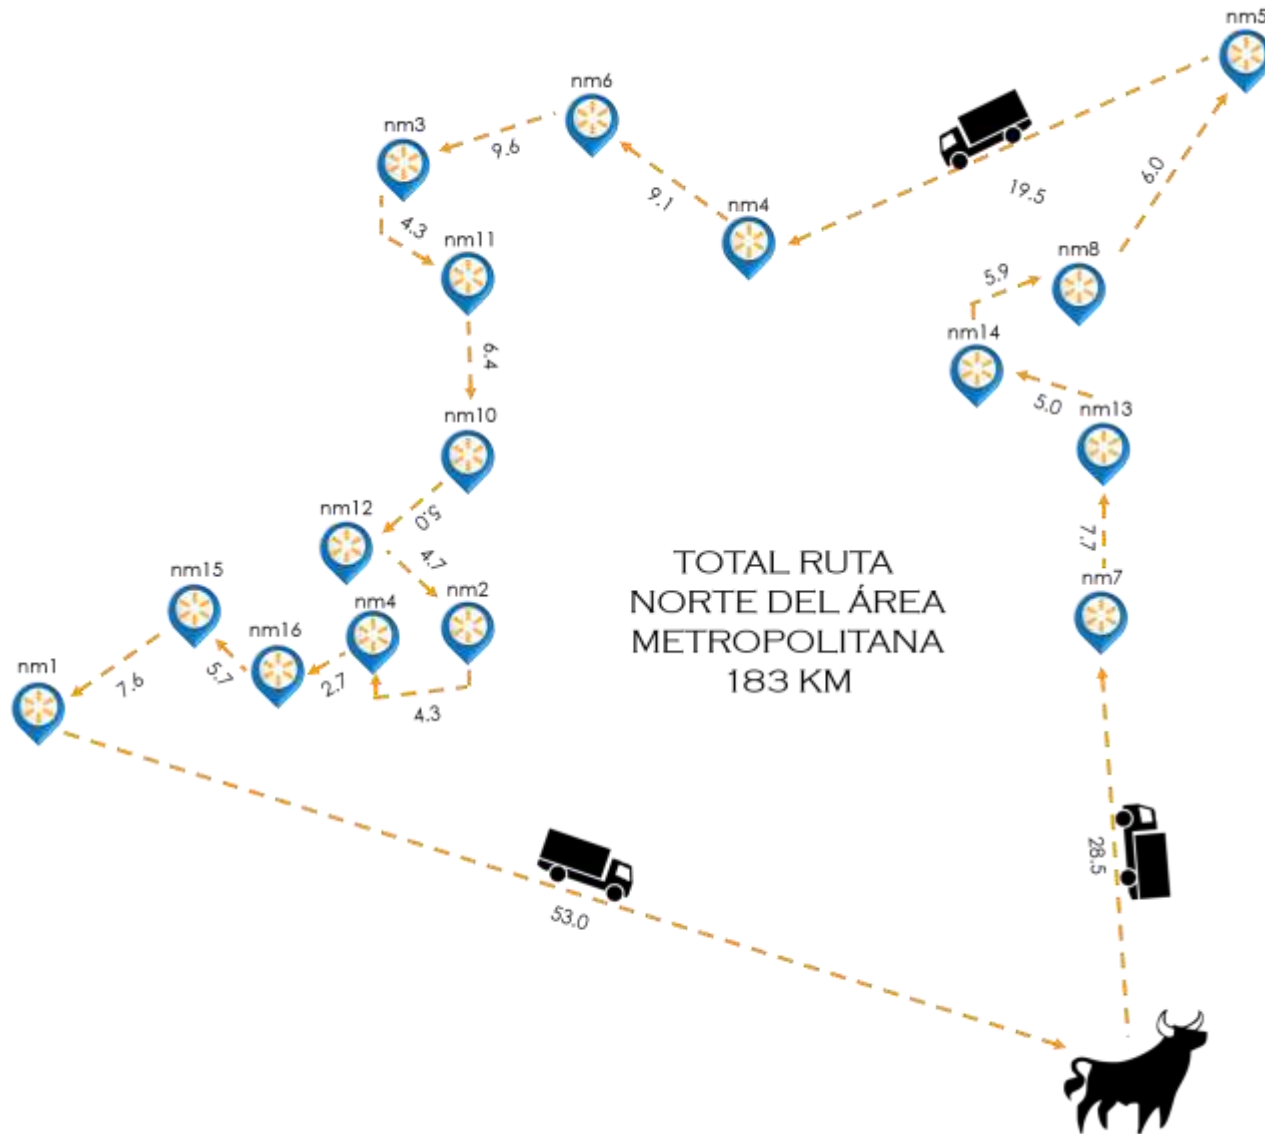 nm5
nm6
nm3
9.6
6.0
9.1
19.5
nm4
4.3
nm11
nm8
5.9
nm14
6.4
5.0
nm13
nm10
nm12
5.0
4.7
7.7
TOTAL RUTA
NORTE DEL ÁREA
METROPOLITANA
183 KM
nm15
nm2
nm4
nm7
nm16
nm1
5.7
2.7
7.6
4.3
28.5
53.0